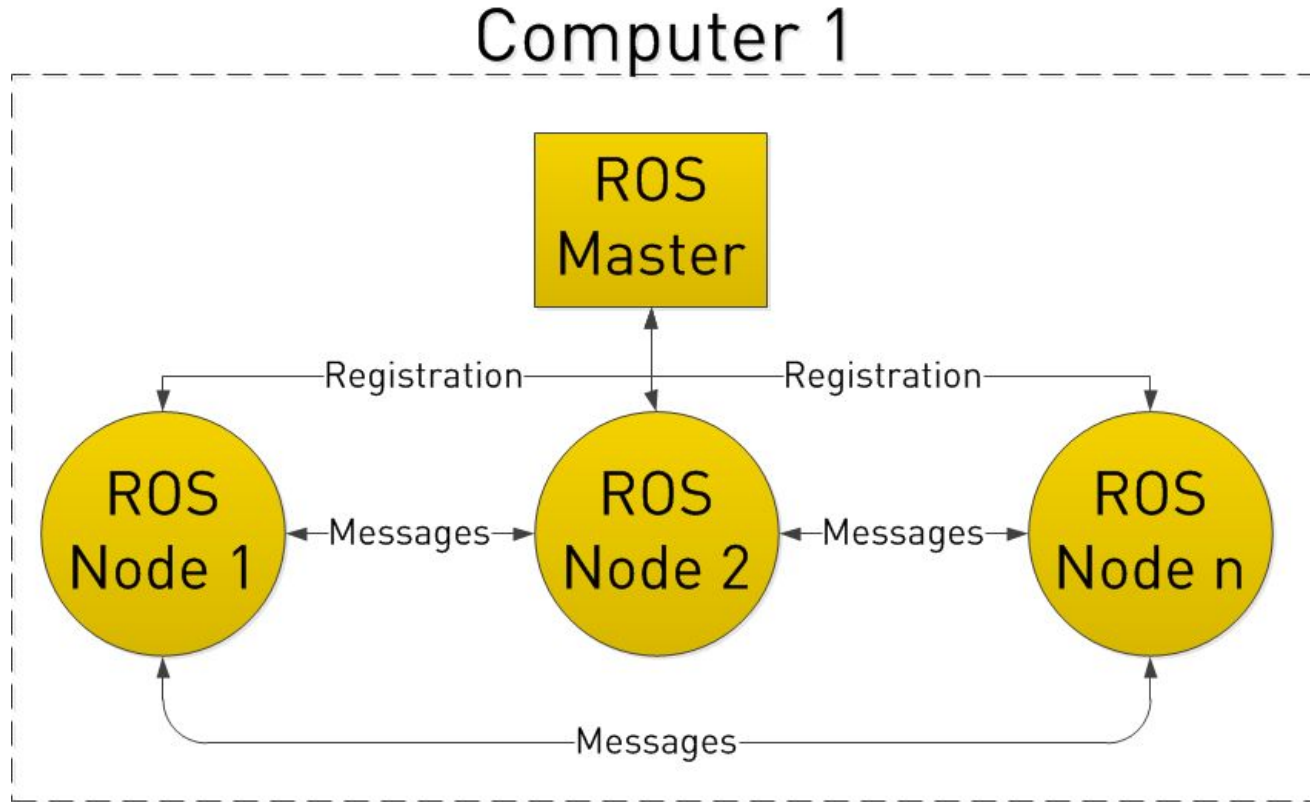 Computer 1
ROS
Master
Registration
Registration
ROS
Node 1
Messages
ROS
Node 2
Messages
ROS
Node n
Messages